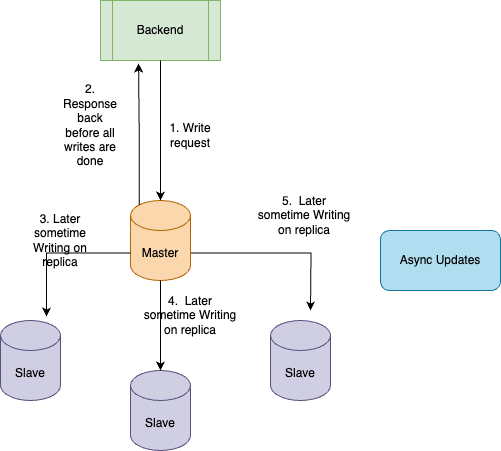 Backend
2.
Response
back
before all
writes are
done
1. Write
request
5.  Later
sometime Writing
on replica
3. Later
sometime
Writing on
replica
Master
Async Updates
4.  Later
sometime Writing
on replica
Slave
Slave
Slave